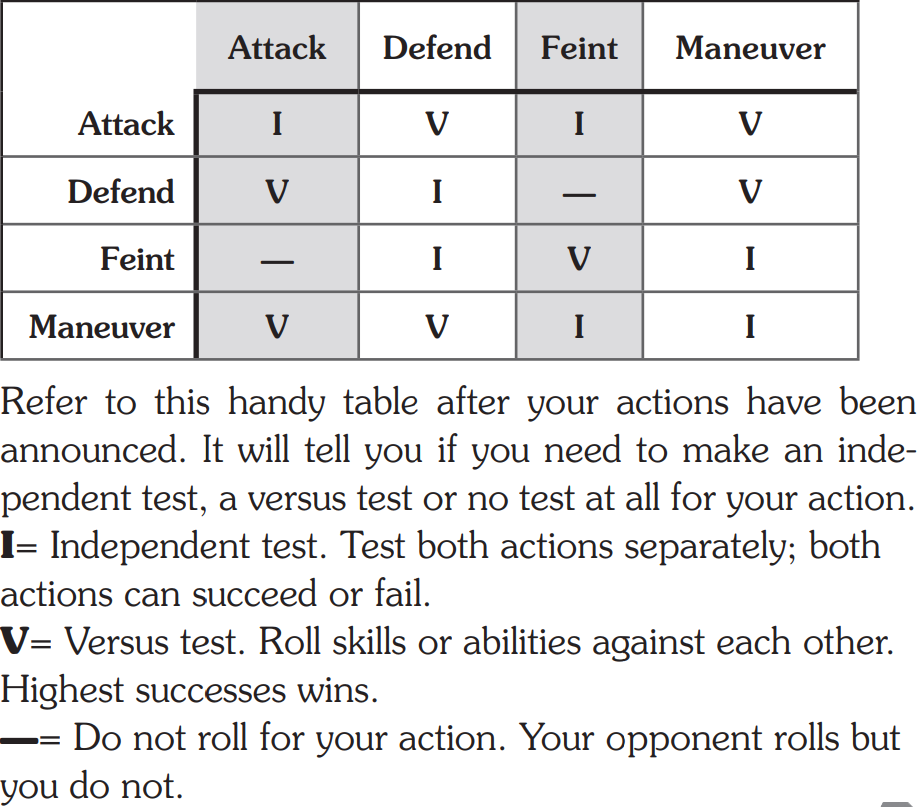 Attack Defend Feint Maneuver
Attack I V I V
Defend V I — V
Feint — I V I
Maneuver V V I I
Refer to this handy table after your actions have been
announced. It will tell you if you need to make an inde-
pendent test, a versus test or no test at all for your action.
I= Independent test. Test both actions separately; both
actions can succeed or fail.
V= Versus test. Roll skills or abilities against each other.
Highest successes wins.
—= Do not roll for your action. Your opponent rolls but
you do not.